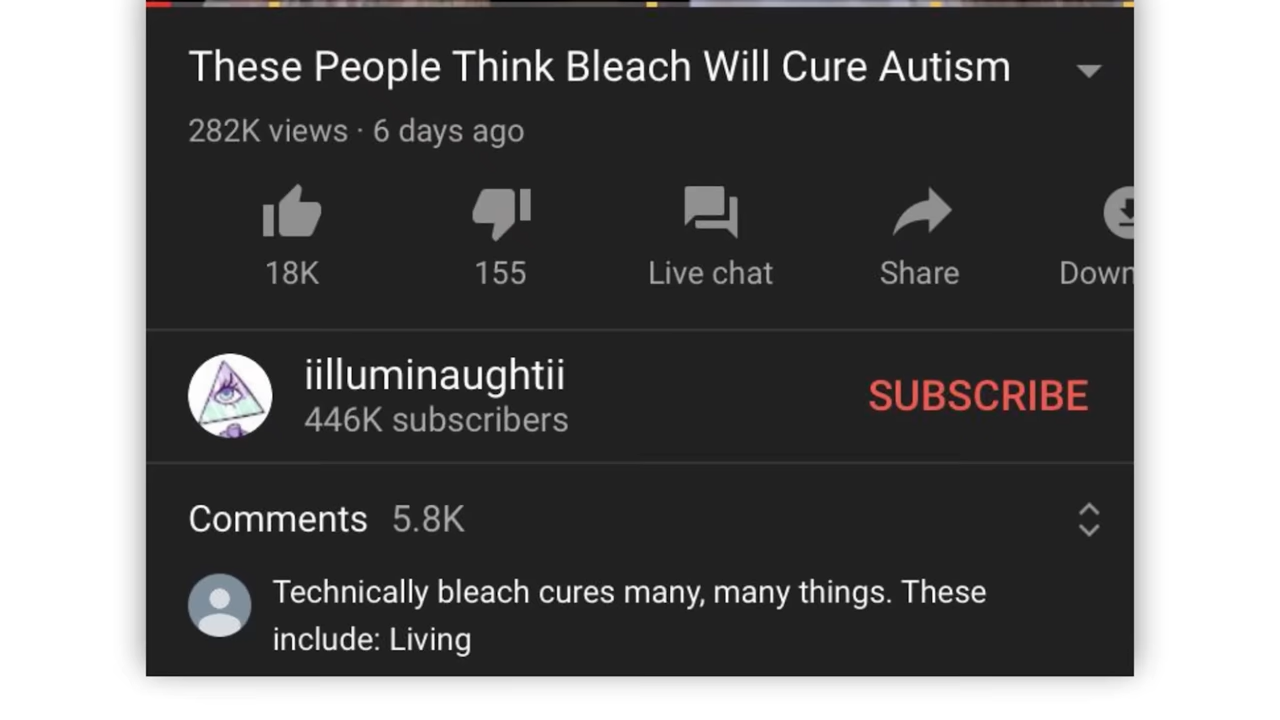 These People Think Bleach Will Cure Autism
282K views · 6 days ago
18K
155
Live chat
Share
Down
iilluminaughtii
446K subscribers
SUBSCRIBE
Comments 5.8K
Technically bleach cures many, many things. These
include: Living